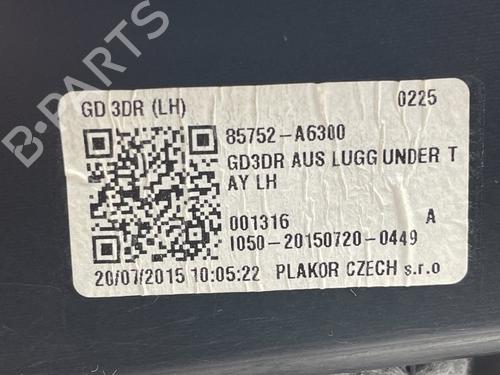 GD 3DR (LH) 0225
85752-A6300
GD3DR AUS LUGG UNDER T
AY LH
001316 A
I050-20150720-0449
20/07/2015 10:05:22 PLAKOR CZECH s.r.o
B-PARTS